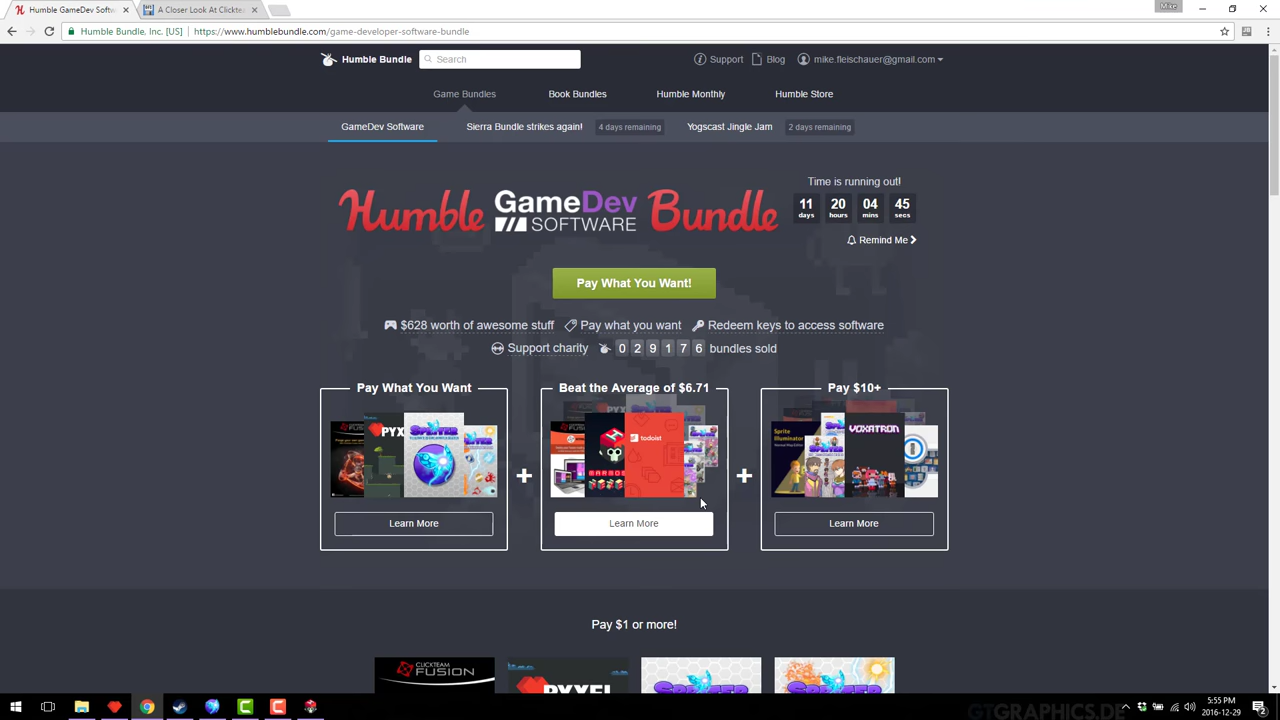 Humble GameDev Softw
A Closer Look At Clickte
Mike
Humble Bundle, Inc. [US]
https://www.humblebundle.com/game-developer-software-bundle
Humble Bundle
Search
Support
Blog
mike.fleischauer@gmail.com
Game Bundles
Book Bundles
Humble Monthly
Humble Store
GameDev Software
Sierra Bundle strikes again!
4 days remaining
Yogscast Jingle Jam
2 days remaining
Humble GameDev SOFTWARE Bundle
Time is running out!
11 20 04 45
days hours mins secs
Remind Me
Pay What You Want!
$628 worth of awesome stuff
Pay what you want
Redeem keys to access software
Support charity
0 2 9 1 7 6 bundles sold
Pay What You Want
Beat the Average of $6.71
Pay $10+
PYX
SPRITER
todoist
MARMOS
Sprite
Illuminator
VOXATRON
+
+
Learn More
Learn More
Learn More
Pay $1 or more!
CLICKTEAM
FUSION
PYXEL
SPRITER
SPRITER
5:55 PM
2016-12-29
2
GTGRAPHICS.DE